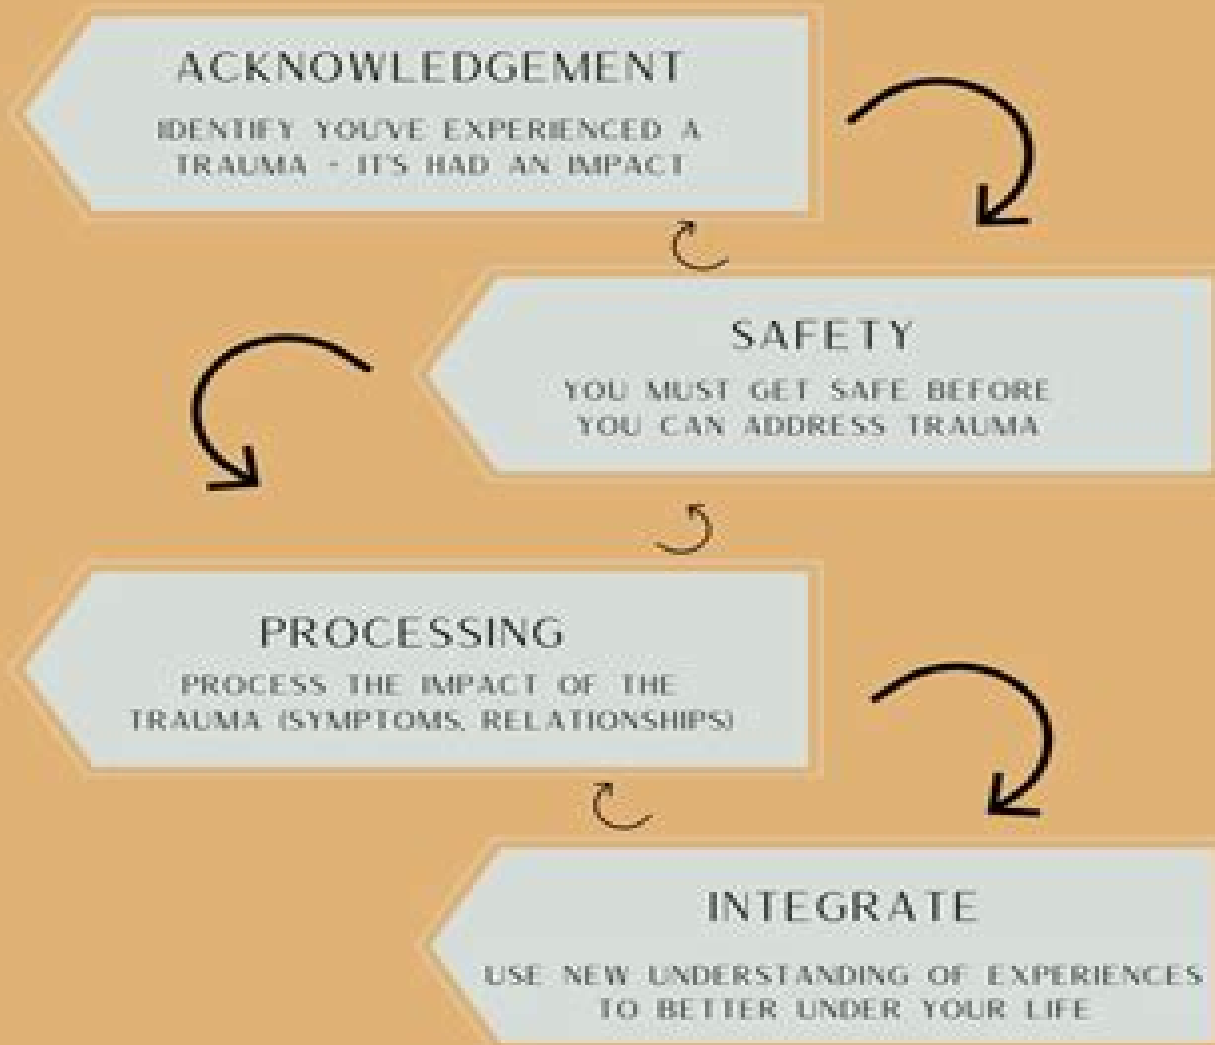 ACKNOWLEDGEMENT
IDENTIFY YOU'VE EXPERIENCED A
TRAUMA - IT'S HAD AN IMPACT
SAFETY
YOU MUST GET SAFE BEFORE
YOU CAN ADDRESS TRAUMA
PROCESSING
PROCESS THE IMPACT OF THE
TRAUMA (SYMPTOMS, RELATIONSHIPS)
INTEGRATE
USE NEW UNDERSTANDING OF EXPERIENCES
TO BETTER UNDER YOUR LIFE